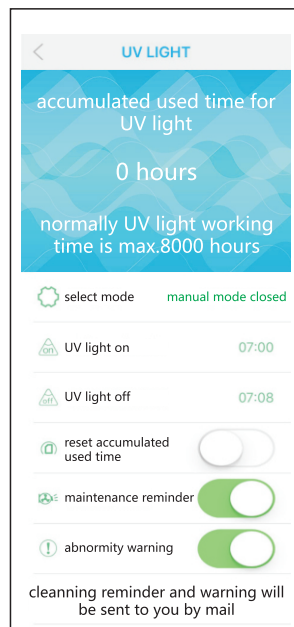 UV LIGHT
accumulated used time for
UV light
0 hours
normally UV light working
time is max.8000 hours
select mode manual mode closed
on UV light on 07:00
off UV light off 07:08
reset accumulated
used time
maintenance reminder
abnormity warning
cleanning reminder and warning will
be sent to you by mail